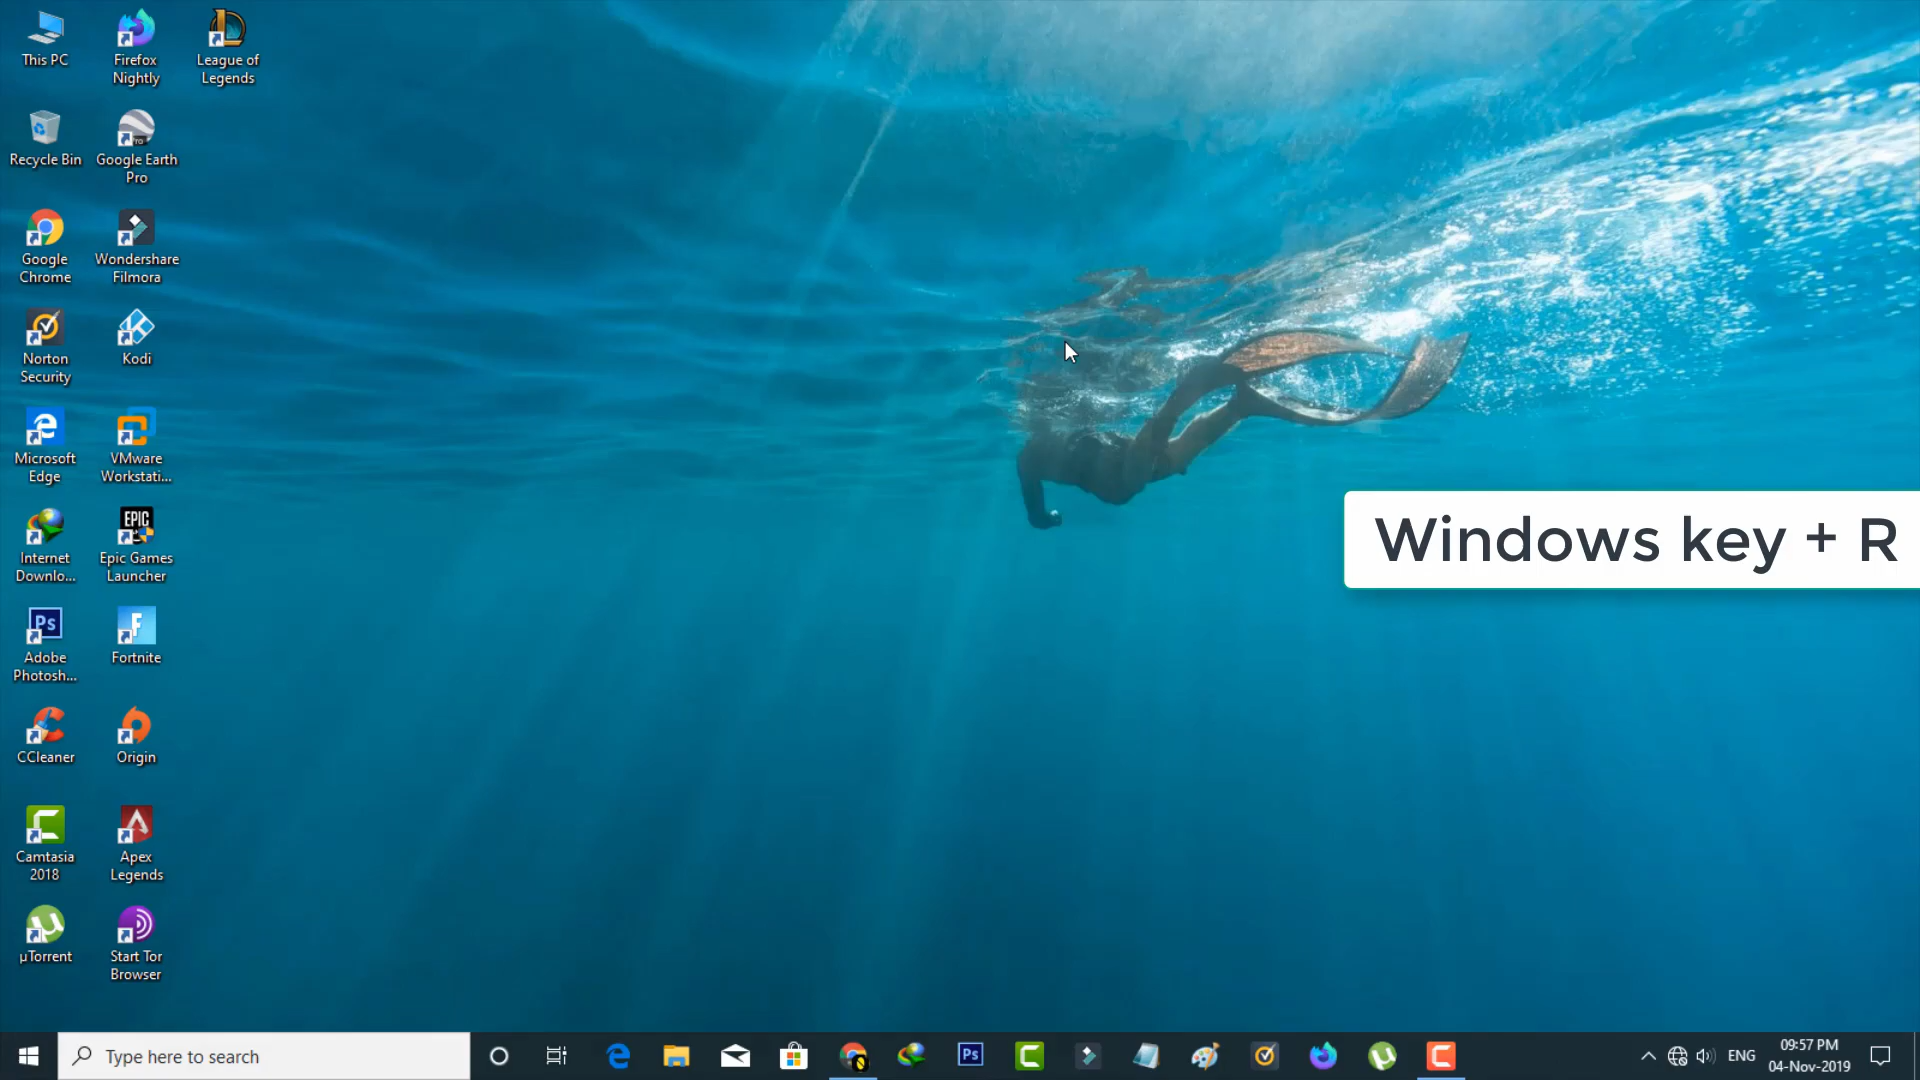 This PC
Firefox
Nightly
League of
Legends
Recycle Bin
Google Earth
Pro
Google
Chrome
Wondershare
Filmora
Norton
Security
Kodi
Microsoft
Edge
VMware
Workstati...
Internet
Downlo...
EPIC
Epic Games
Launcher
Ps
Adobe
Photosh...
F
Fortnite
CCleaner
Origin
Camtasia
2018
Apex
Legends
µTorrent
Start Tor
Browser
Windows key + R
Type here to search
Ps
ENG
09:57 PM
04-Nov-2019